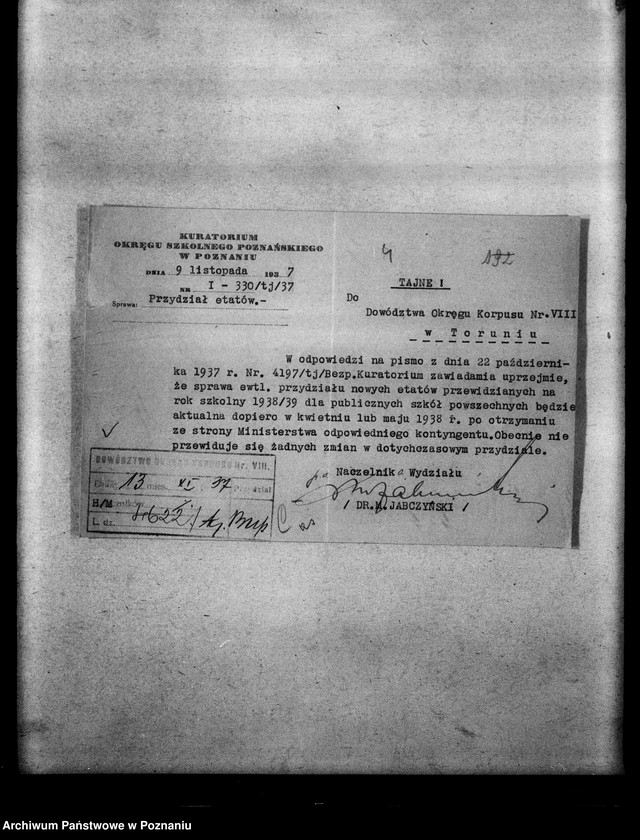 KURATORIUM
OKRĘGU SZKOLNEGO POZNAŃSKIEGO
W POZNANIU
DNIA 9 listopada 1937
NR I - 330/tj/37
Sprawa: Przydział etatów.-
4
192
TAJNE !
Do
Dowództwa Okręgu Korpusu Nr.VIII
w Toruniu
W odpowiedzi na pismo z dnia 22 październi-
ka 1937 r. Nr. 4197/tj/Bezp.Kuratorium zawiadamia uprzejmie,
że sprawa ewtl. przydziału nowych etatów przewidzianych na
rok szkolny 1938/39 dla publicznych szkół powszechnych będzie
aktualna dopiero w kwietniu lub maju 1938 r. po otrzymaniu
ze strony Ministerstwa odpowiedniego kontyngentu.Obecnie nie
przewiduje się żadnych zmian w dotychczasowym przydziale.
Naczelnika Wydziału
/ DR.M.JABCZYŃSKI /
DOWÓDZTWO OKRĘGU KORPUSU Nr. VIII.
13 XI. 37
L. dz.
Archiwum Państwowe w Poznaniu